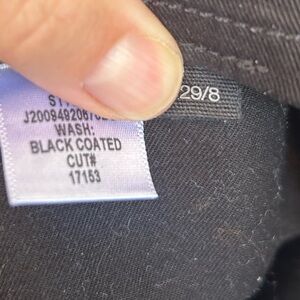 29/8
WASH:
BLACK COATED
CUT#
17153